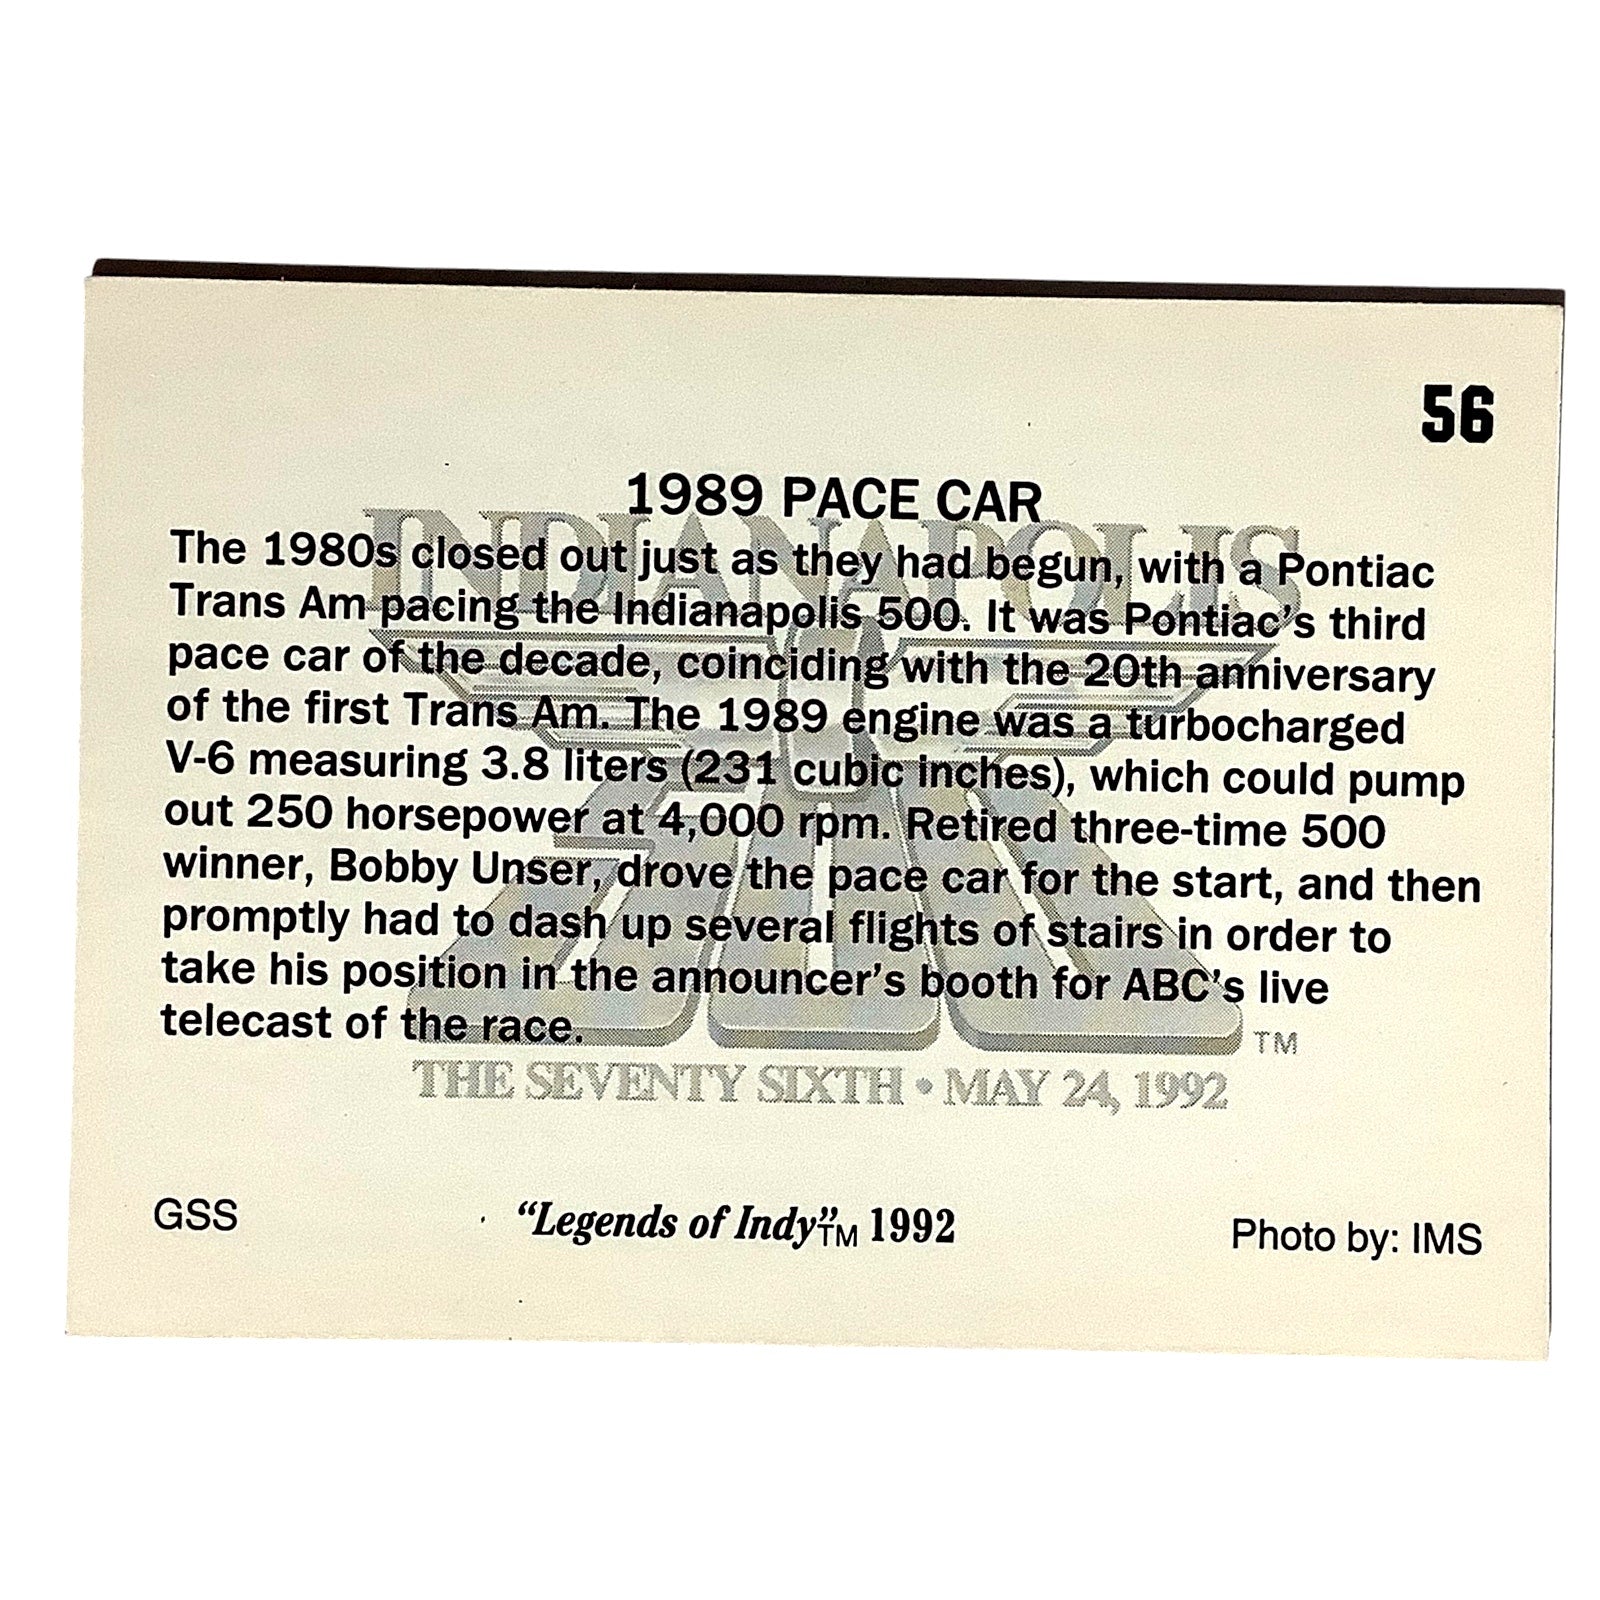 56
1989 PACE CAR
INDIANAPOLIS
The 1980s closed out just as they had begun, with a Pontiac
Trans Am pacing the Indianapolis 500. It was Pontiac's third
pace car of the decade, coinciding with the 20th anniversary
of the first Trans Am. The 1989 engine was a turbocharged
V-6 measuring 3.8 liters (231 cubic inches), which could pump
out 250 horsepower at 4,000 rpm. Retired three-time 500
winner, Bobby Unser, drove the pace car for the start, and then
promptly had to dash up several flights of stairs in order to
take his position in the announcer's booth for ABC's live
telecast of the race.
500
TM
THE SEVENTY SIXTH • MAY 24, 1992
GSS
“Legends of Indy”TM 1992
Photo by: IMS